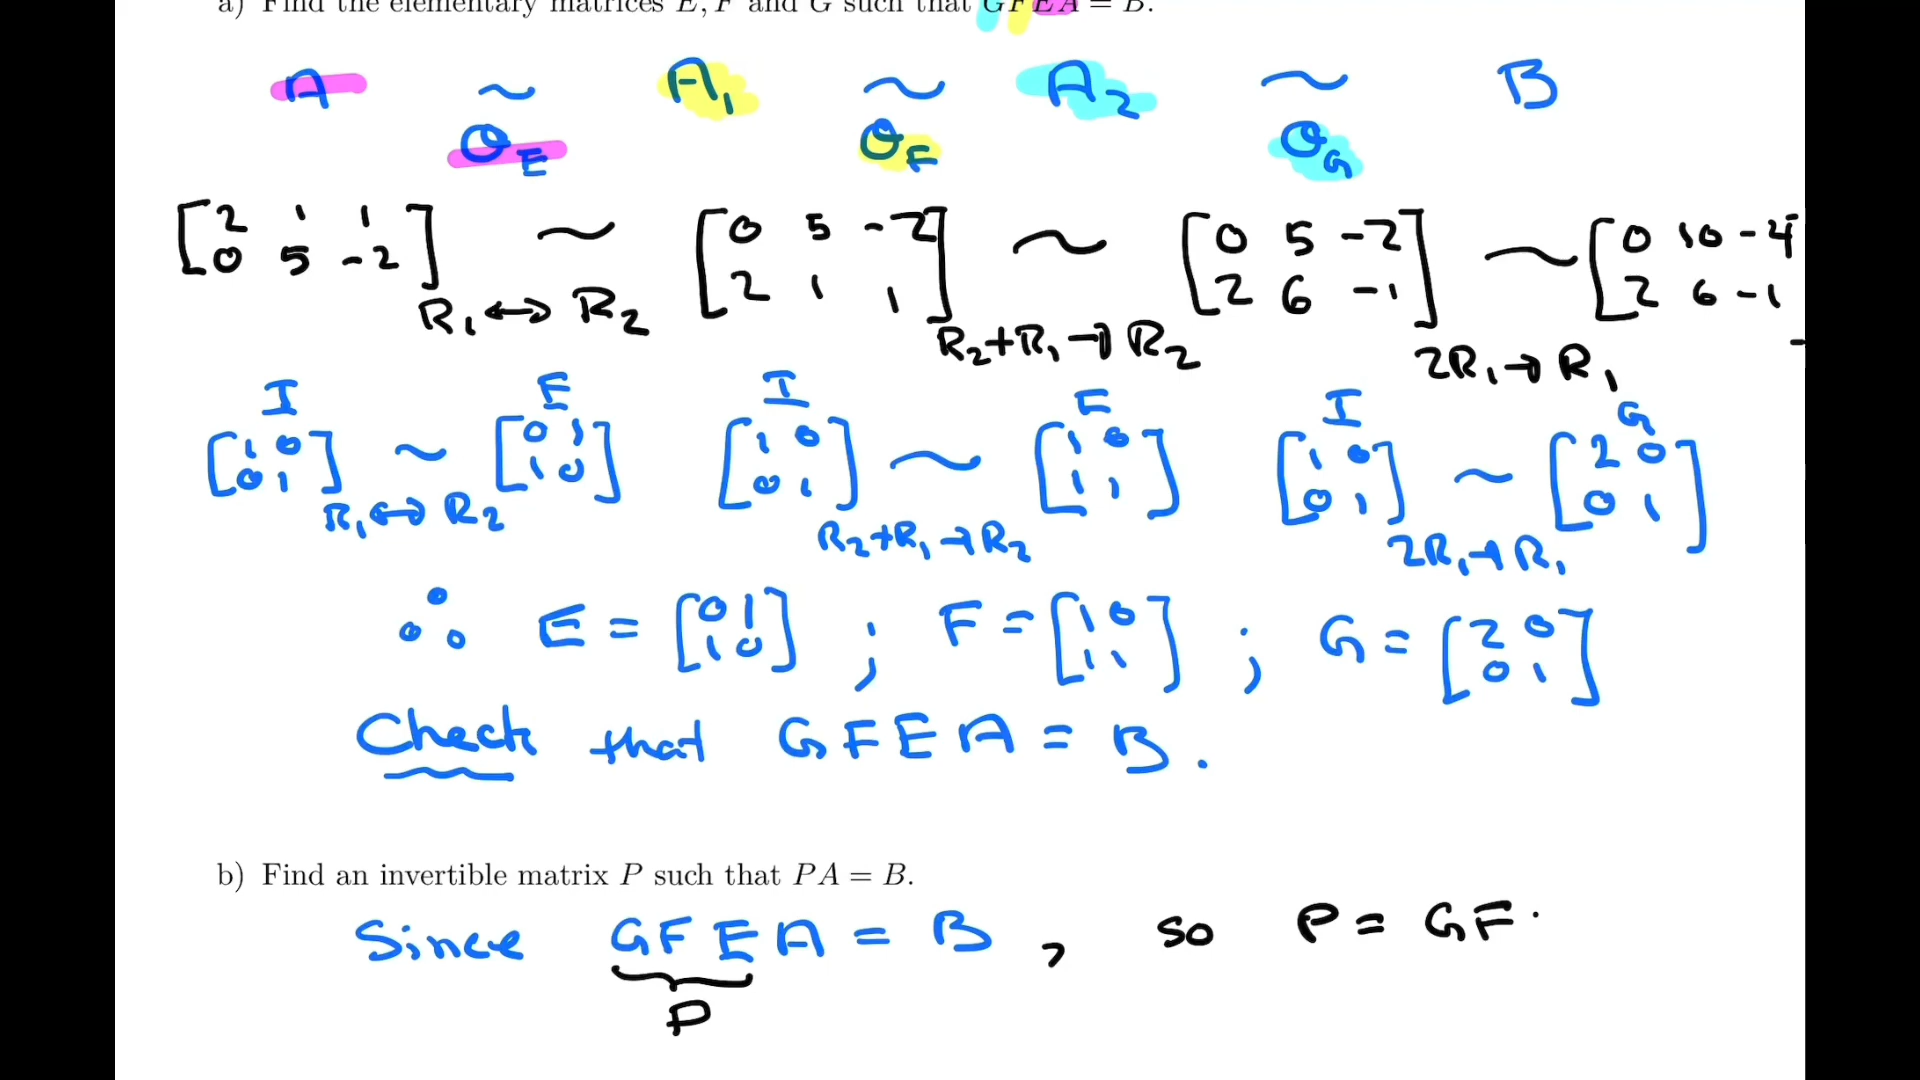 a) Find the elementary matrices E, F and G such that GFEA = B.
A ~ A₁ ~ A₂ ~ B
O_E O_F O_G
[2 1 1] ~ [0 5 -2] ~ [0 5 -2] ~ [0 10 -4
[0 5 -2] [2 1 1] [2 6 -1] [2 6 -1
R₁ ↔ R₂ R₂+R₁ → R₂ 2R₁ → R₁
I E I F I G
[1 0] ~ [0 1] [1 0] ~ [1 0] [1 0] ~ [2 0]
[0 1] [1 0] [0 1] [1 1] [0 1] [0 1]
R₁ ↔ R₂ R₂+R₁ → R₂ 2R₁ → R₁
∴ E = [0 1] ; F = [1 0] ; G = [2 0]
[1 0] [1 1] [0 1]
Check that GFEA = B.
b) Find an invertible matrix P such that PA = B.
Since GFEA = B , so P = GF
P